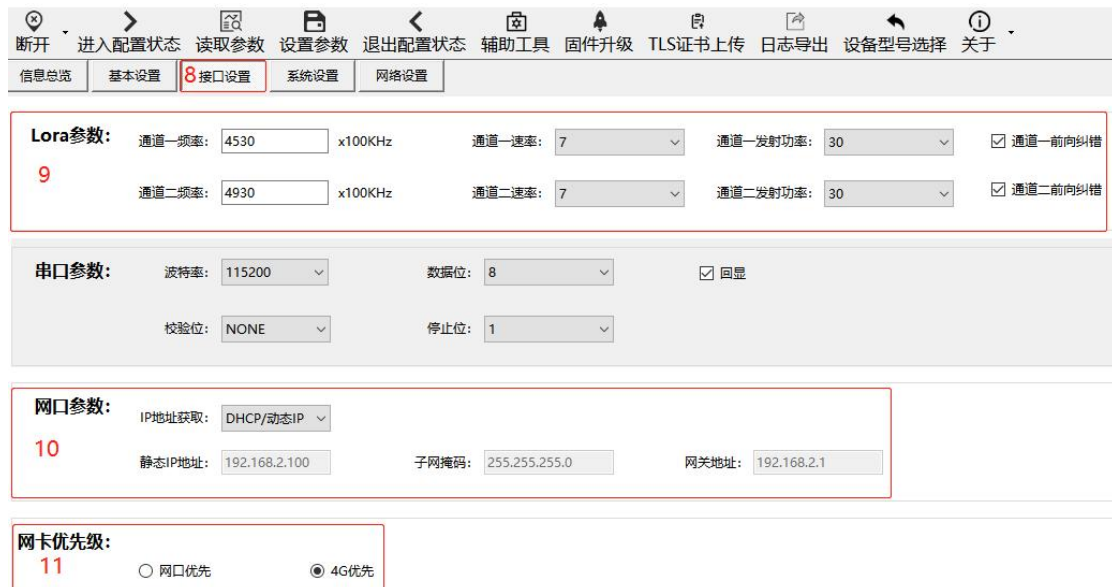 断开 进入配置状态 读取参数 设置参数 退出配置状态 辅助工具 固件升级 TLS证书上传 日志导出 设备型号选择 关于
信息总览 基本设置 8 接口设置 系统设置 网络设置
Lora参数: 通道一频率: 4530 x100KHz 通道一速率: 7 通道一发射功率: 30 通道一前向纠错
9
通道二频率: 4930 x100KHz 通道二速率: 7 通道二发射功率: 30 通道二前向纠错
串口参数: 波特率: 115200 数据位: 8 回显
校验位: NONE 停止位: 1
网口参数: IP地址获取: DHCP/动态IP
10
静态IP地址: 192.168.2.100 子网掩码: 255.255.255.0 网关地址: 192.168.2.1
网卡优先级:
11 网口优先 4G优先